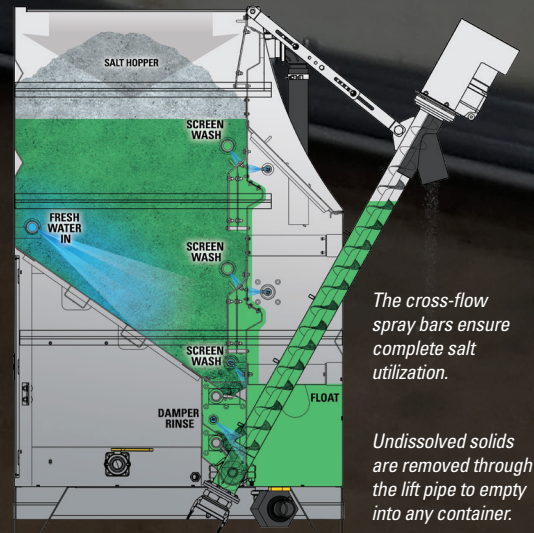 SALT HOPPER
SCREEN
WASH
FRESH
WATER
IN
SCREEN
WASH
The cross-flow
spray bars ensure
complete salt
utilization.
SCREEN
WASH
FLOAT
DAMPER
RINSE
Undissolved solids
are removed through
the lift pipe to empty
into any container.